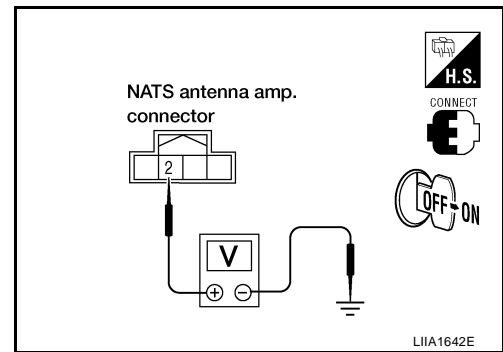 H.S.
CONNECT
NATS antenna amp.
connector
2
OFF ON
V
+ −
LIIA1642E